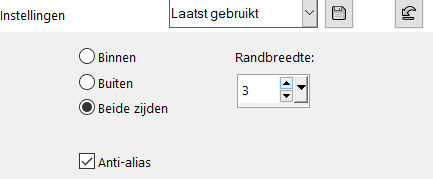 Instellingen
Laatst gebruikt
Binnen
Randbreedte:
Buiten
3
Beide zijden
Anti-alias